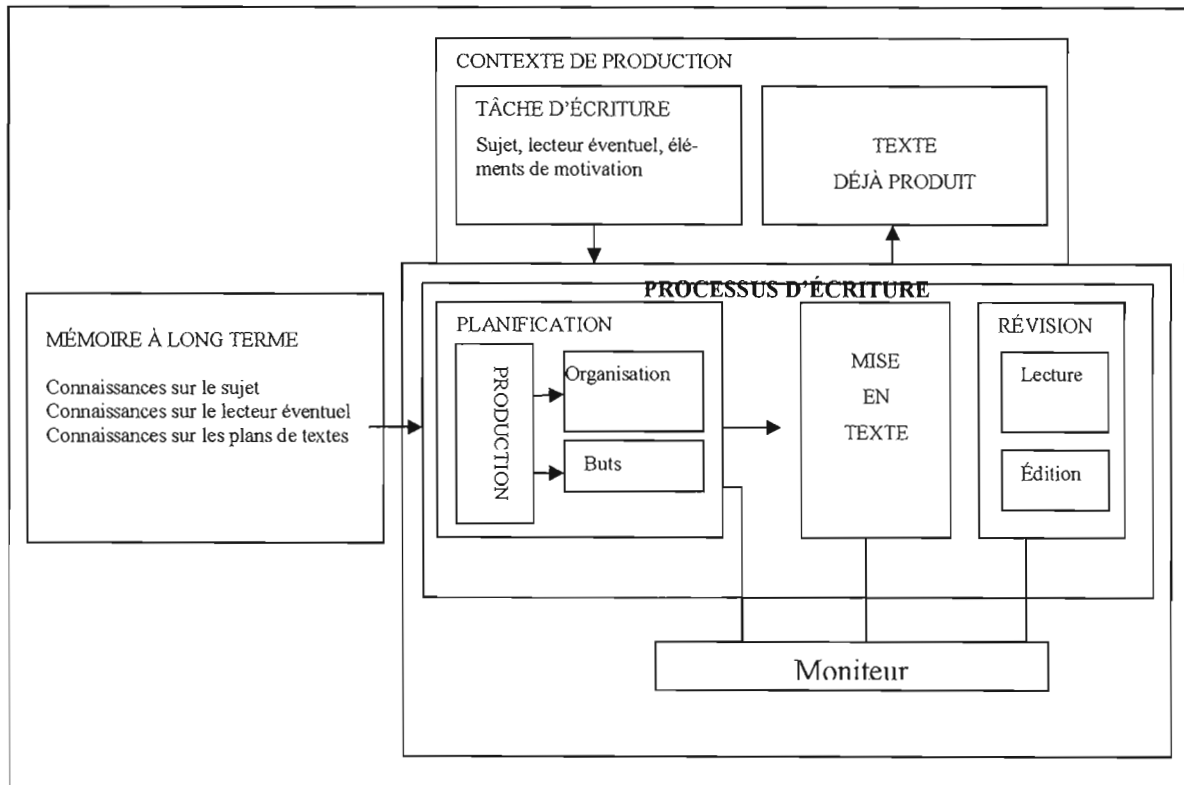 CONTEXTE DE PRODUCTION
TÂCHE D'ÉCRITURE
Sujet, lecteur éventuel, élé-
ments de motivation
TEXTE
DÉJÀ PRODUIT
PROCESSUS D'ÉCRITURE
MÉMOIRE À LONG TERME
Connaissances sur le sujet
Connaissances sur le lecteur éventuel
Connaissances sur les plans de textes
PLANIFICATION
PRODUCTION
Organisation
Buts
MISE
EN
TEXTE
RÉVISION
Lecture
Édition
Moniteur